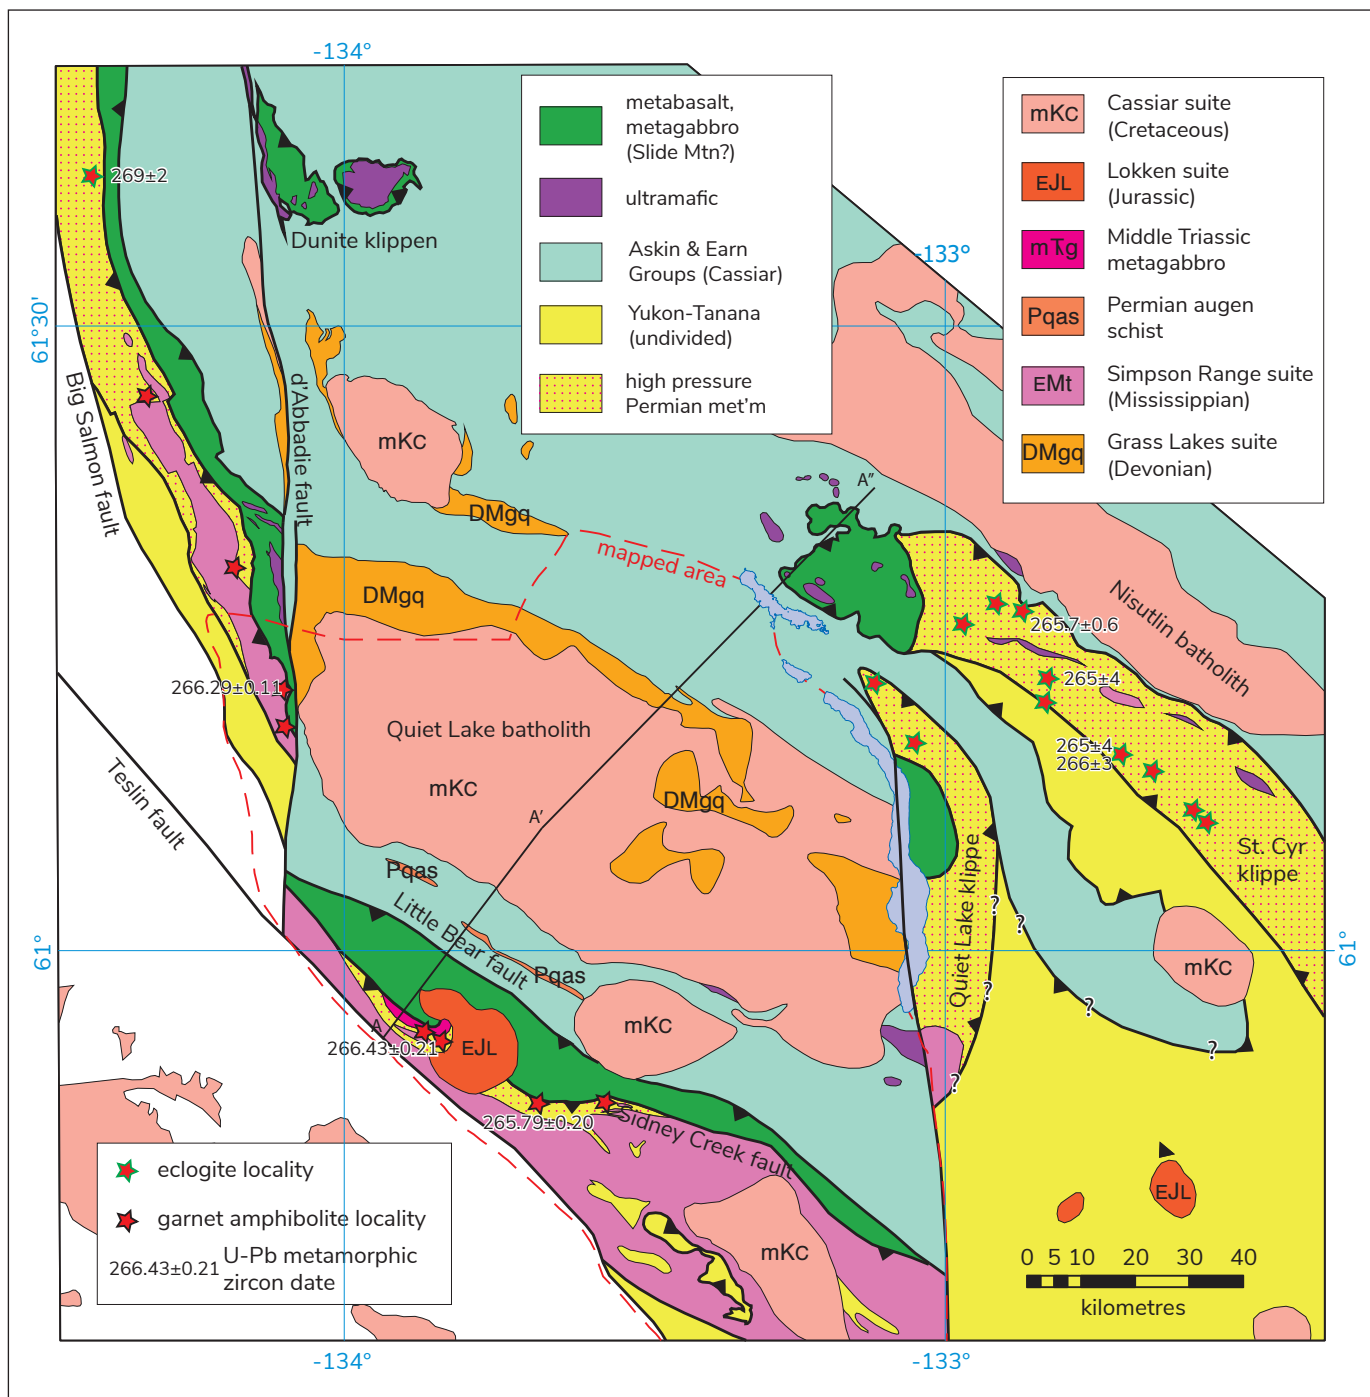 -134°
metabasalt,
metagabbro
(Slide Mtn?)
ultramafic
Askin & Earn
Groups (Cassiar)
Yukon-Tanana
(undivided)
high pressure
Permian met'm
mKC
Cassiar suite
(Cretaceous)
EJL
Lokken suite
(Jurassic)
mTRg
Middle Triassic
metagabbro
Pqas
Permian augen
schist
EMt
Simpson Range suite
(Mississippian)
DMgq
Grass Lakes suite
(Devonian)
269±2
Dunite klippen
-133°
61°30'
Big Salmon fault
d'Abbadie fault
mKC
DMgq
A"
mapped area
DMgq
Nisutlin batholith
265.7±0.6
266.29±0.11
265±4
Quiet Lake batholith
265±4
266±3
mKC
Teslin fault
DMgq
A'
St. Cyr
klippe
Pqas
Little Bear fault
Quiet Lake klippe
?
?
61°
61°
Pqas
mKC
?
?
A
mKC
266.43±0.21
EJL
?
?
265.79±0.20
Sidney Creek fault
eclogite locality
garnet amphibolite locality
266.43±0.21
U-Pb metamorphic
zircon date
EJL
mKC
0 5 10 20 30 40
kilometres
-134°
-133°